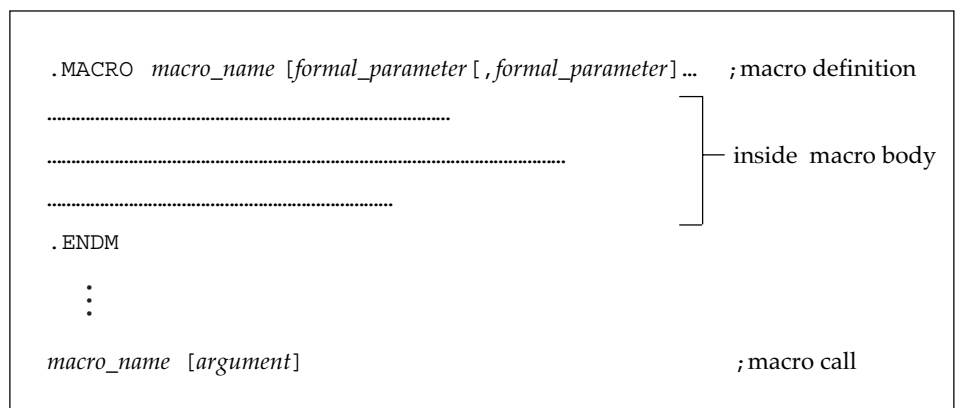 .MACRO macro_name [formal_parameter[,formal_parameter]… ;macro definition
inside macro body
.ENDM
macro_name [argument] ;macro call